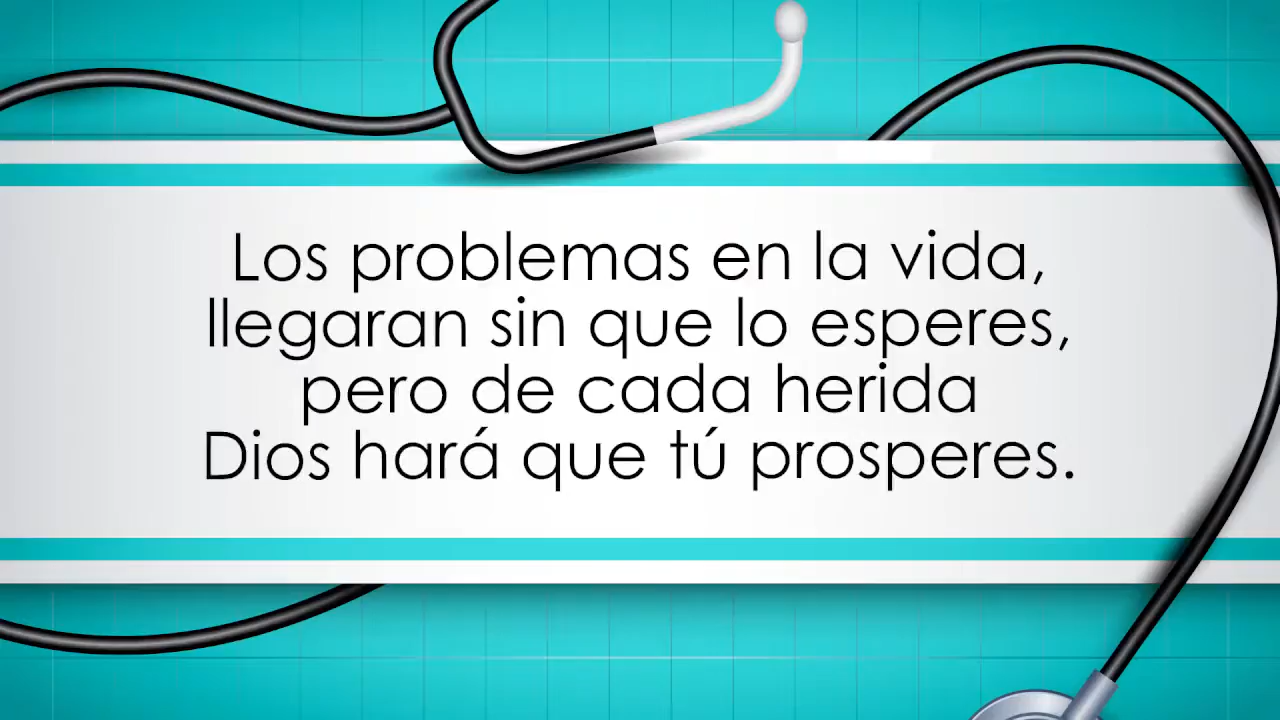 Los problemas en la vida,
llegaran sin que lo esperes,
pero de cada herida
Dios hará que tú prosperes.